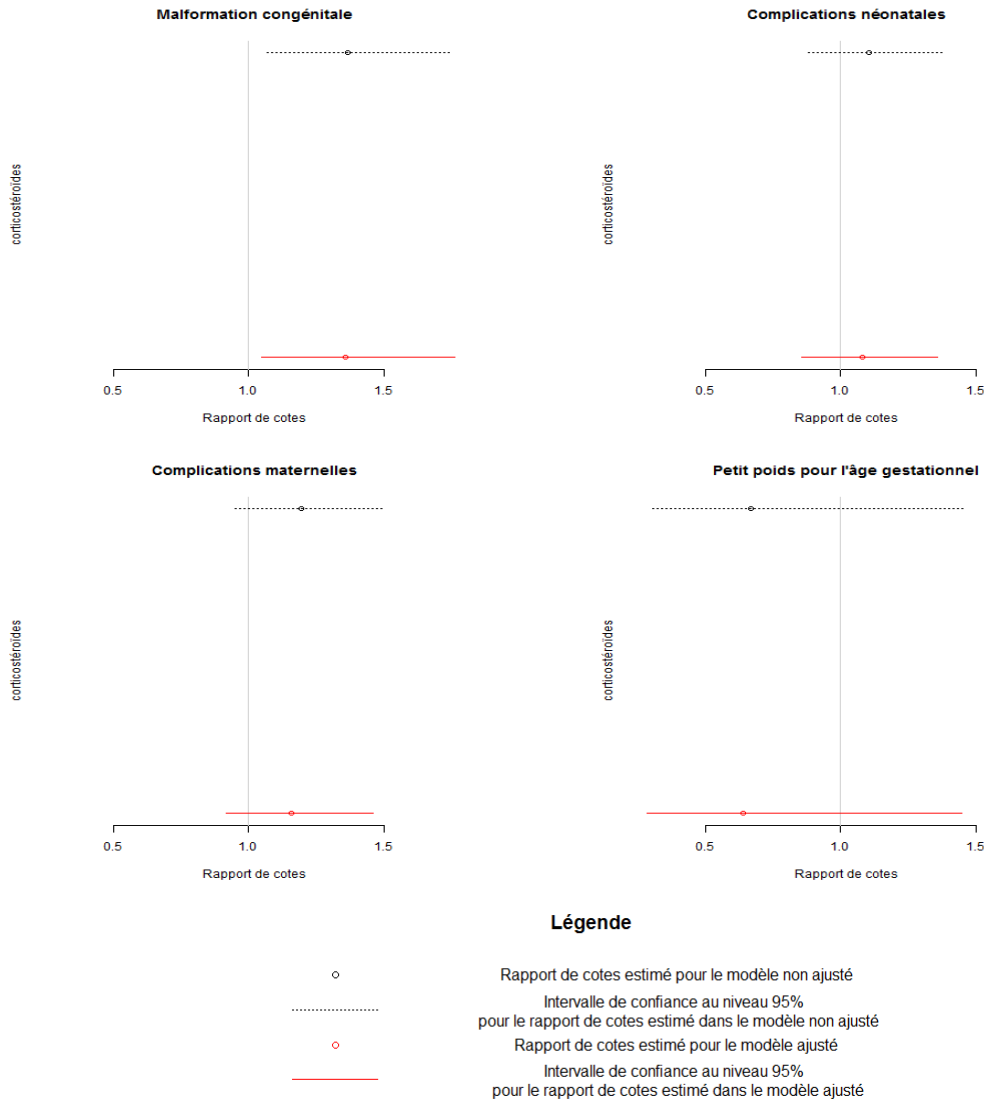 Malformation congénitale
corticostéroïdes
0.5 1.0 1.5
Rapport de cotes
Complications néonatales
corticostéroïdes
0.5 1.0 1.5
Rapport de cotes
Complications maternelles
corticostéroïdes
0.5 1.0 1.5
Rapport de cotes
Petit poids pour l'âge gestationnel
corticostéroïdes
0.5 1.0 1.5
Rapport de cotes
Légende
Rapport de cotes estimé pour le modèle non ajusté
Intervalle de confiance au niveau 95%
pour le rapport de cotes estimé dans le modèle non ajusté
Rapport de cotes estimé pour le modèle ajusté
Intervalle de confiance au niveau 95%
pour le rapport de cotes estimé dans le modèle ajusté